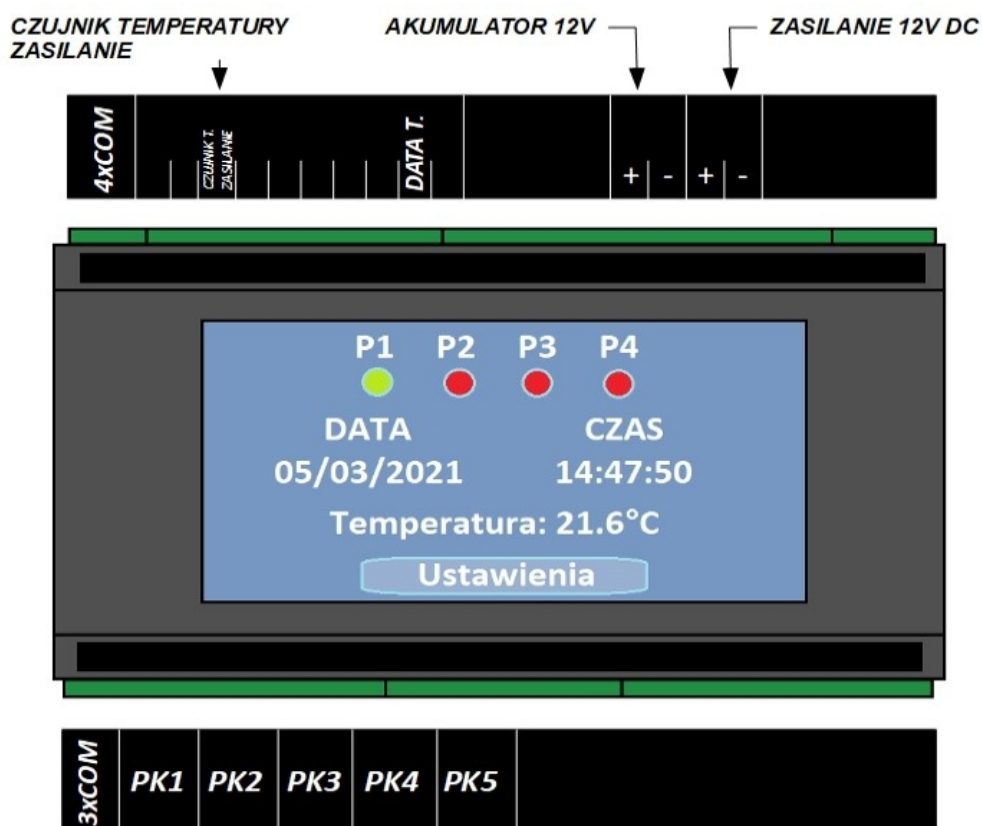 CZUJNIK TEMPERATURY
ZASILANIE
AKUMULATOR 12V
ZASILANIE 12V DC
4xCOM
CZUJNIK T.
ZASILANIE
DATA T.
+ - + -
P1 P2 P3 P4
DATA CZAS
05/03/2021 14:47:50
Temperatura: 21.6°C
Ustawienia
3xCOM
PK1 PK2 PK3 PK4 PK5